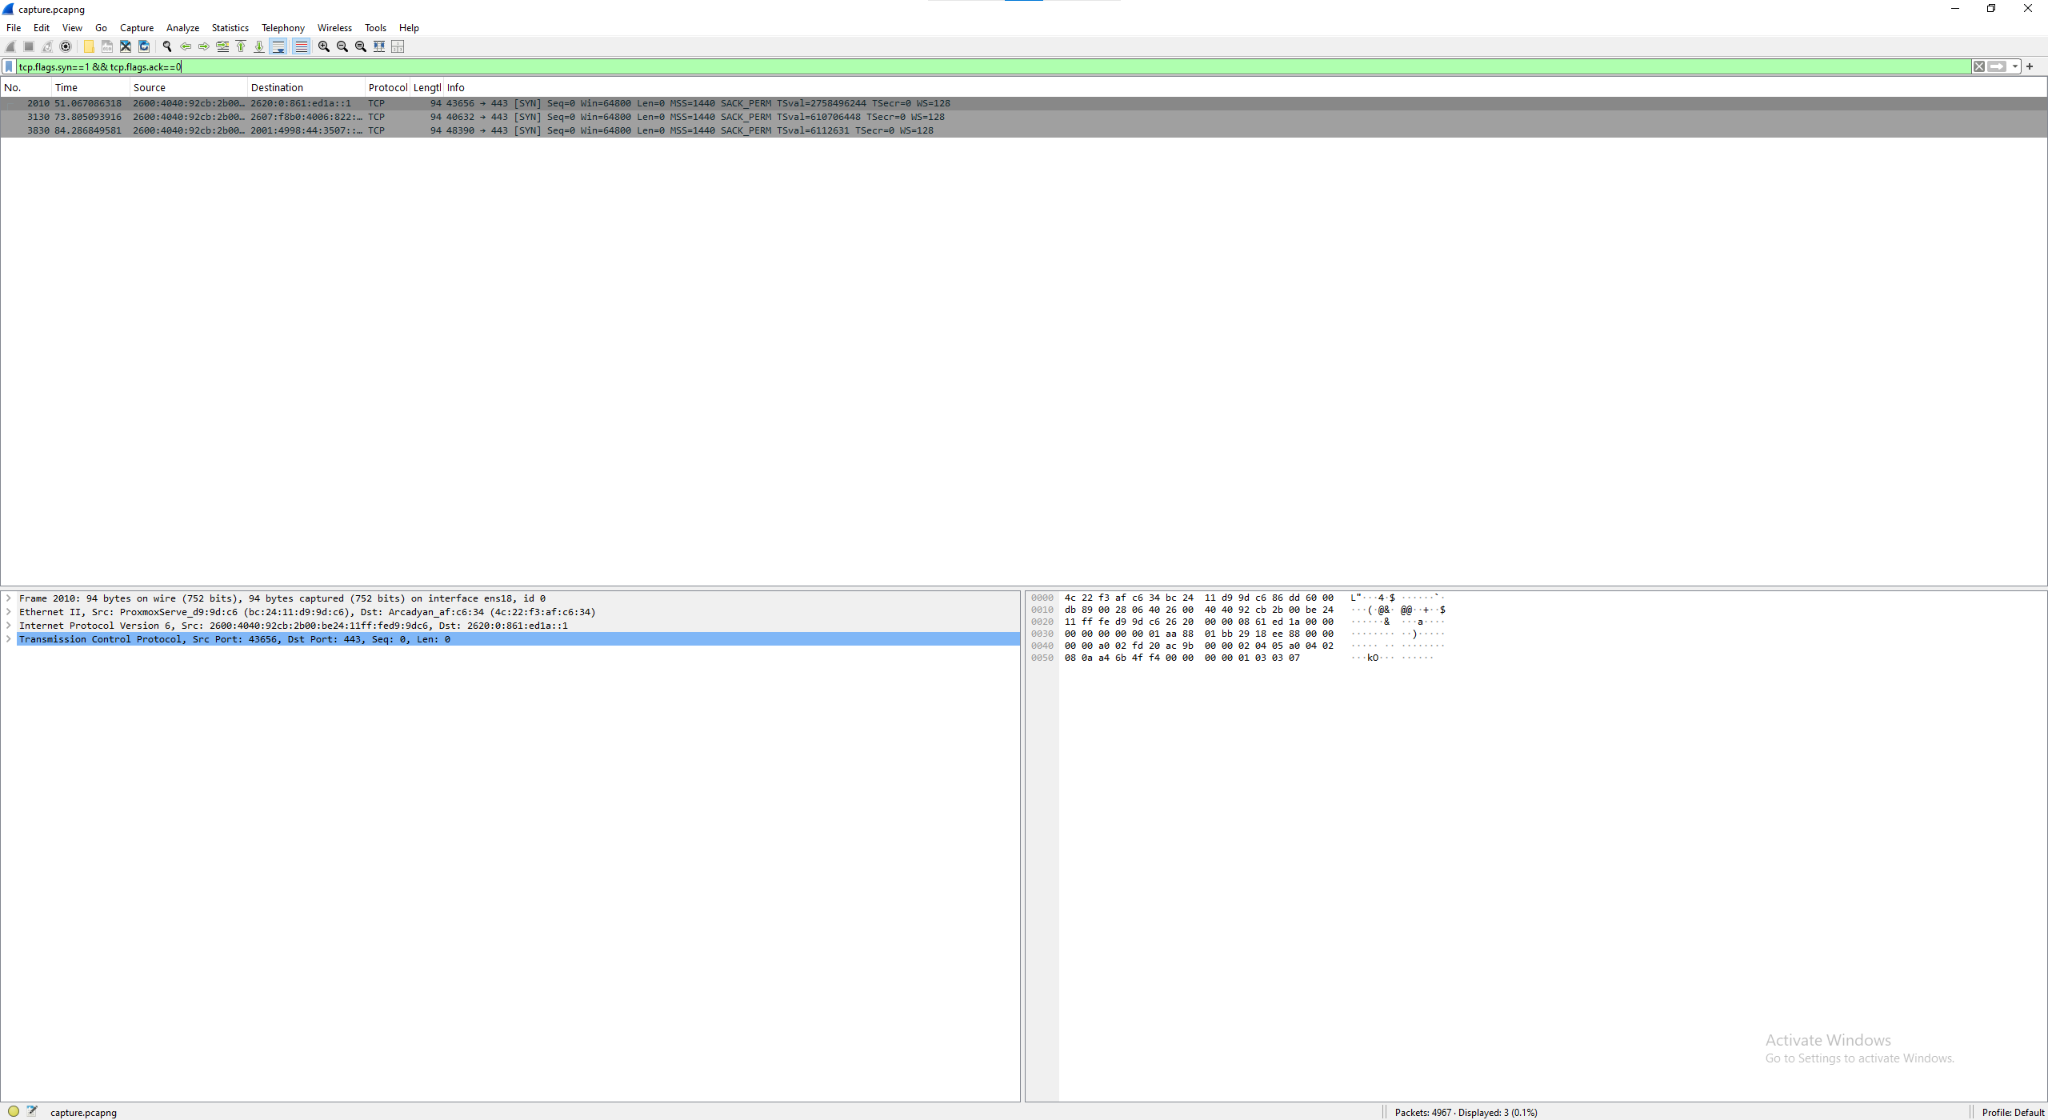 capture.pcapng
File Edit View Go Capture Analyze Statistics Telephony Wireless Tools Help
tcp.flags.syn==1 && tcp.flags.ack==0
No. Time Source Destination Protocol Lengtl Info
2010 51.067086318 2600:4040:92cb:2b00… 2620:0:861:ed1a::1 TCP 94 43656 → 443 [SYN] Seq=0 Win=64800 Len=0 MSS=1440 SACK_PERM TSval=2758496244 TSecr=0 WS=128
3130 73.805093916 2600:4040:92cb:2b00… 2607:f8b0:4006:822:… TCP 94 40632 → 443 [SYN] Seq=0 Win=64800 Len=0 MSS=1440 SACK_PERM TSval=610706448 TSecr=0 WS=128
3830 84.286849581 2600:4040:92cb:2b00… 2001:4998:44:3507::… TCP 94 48390 → 443 [SYN] Seq=0 Win=64800 Len=0 MSS=1440 SACK_PERM TSval=6112631 TSecr=0 WS=128
Frame 2010: 94 bytes on wire (752 bits), 94 bytes captured (752 bits) on interface ens18, id 0
Ethernet II, Src: ProxmoxServe_d9:9d:c6 (bc:24:11:d9:9d:c6), Dst: Arcadyan_af:c6:34 (4c:22:f3:af:c6:34)
Internet Protocol Version 6, Src: 2600:4040:92cb:2b00:be24:11ff:fed9:9dc6, Dst: 2620:0:861:ed1a::1
Transmission Control Protocol, Src Port: 43656, Dst Port: 443, Seq: 0, Len: 0
0000 4c 22 f3 af c6 34 bc 24 11 d9 9d c6 86 dd 60 00 L"···4·$ ······`·
0010 db 89 00 28 06 40 26 00 40 40 92 cb 2b 00 be 24 ···(·@&· @@··+··$
0020 11 ff fe d9 9d c6 26 20 00 00 08 61 ed 1a 00 00 ······& ···a····
0030 00 00 00 00 00 01 aa 88 01 bb 29 18 ee 88 00 00 ········ ··)·····
0040 00 00 a0 02 fd 20 ac 9b 00 00 02 04 05 a0 04 02 ····· ·· ········
0050 08 0a a4 6b 4f f4 00 00 00 00 01 03 03 07 ···kO··· ······
Activate Windows
Go to Settings to activate Windows.
capture.pcapng
Packets: 4967 · Displayed: 3 (0.1%)
Profile: Default